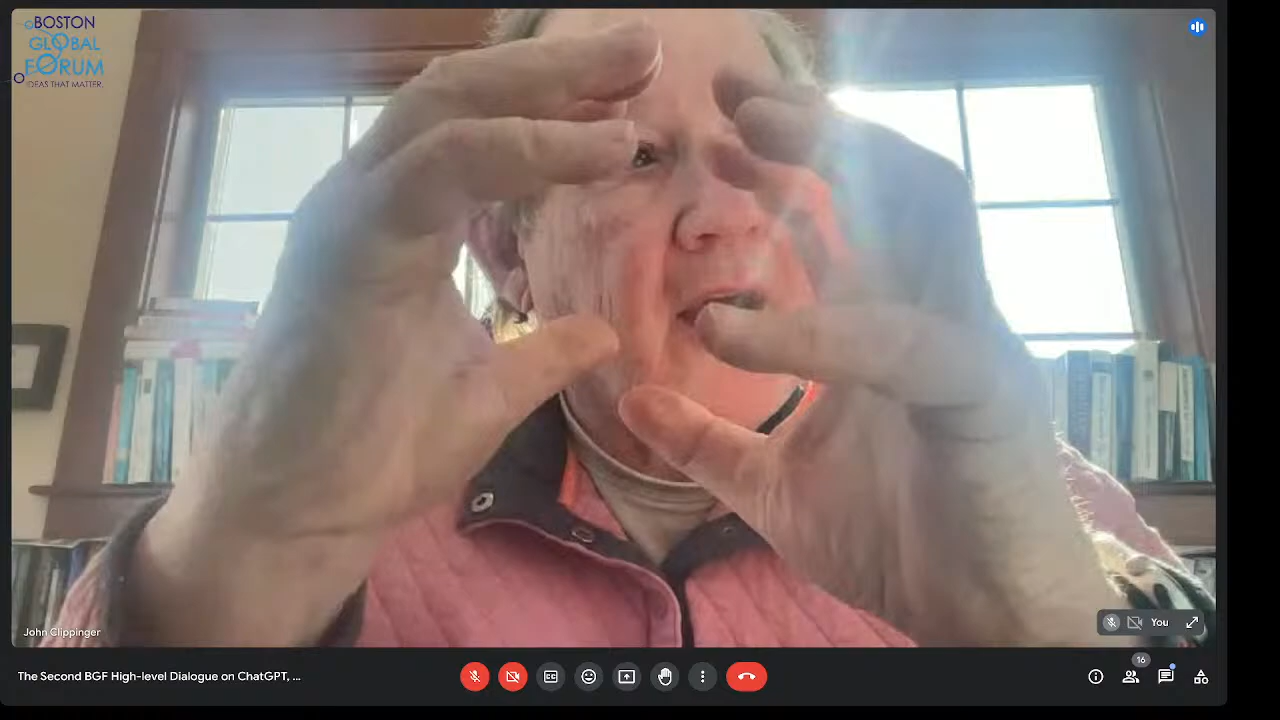 BOSTON
GLOBAL
FORUM
IDEAS THAT MATTER.
John Clippinger
You
The Second BGF High-level Dialogue on ChatGPT, ...
16